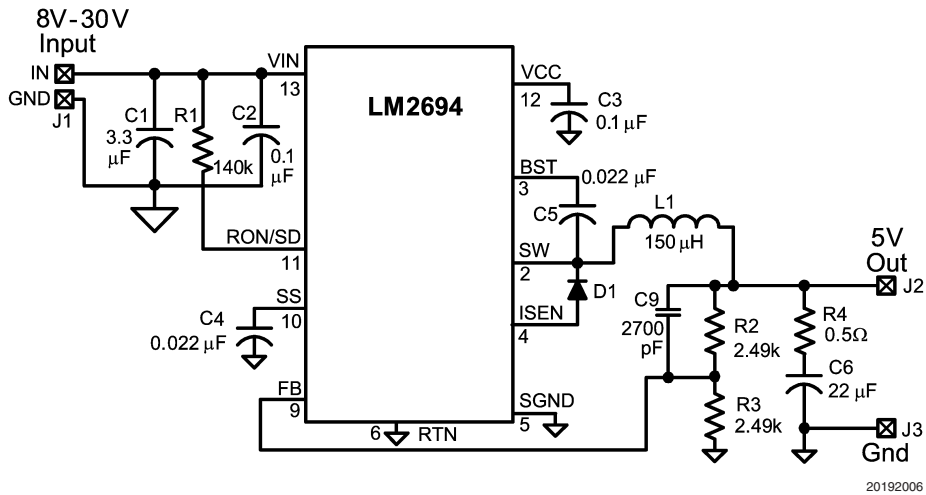 8V-30V
Input
IN
GND
J1
C1
3.3
µF
R1
140k
C2
0.1
µF
VIN
13
LM2694
VCC
12
C3
0.1 µF
BST
3
0.022 µF
C5
L1
150 µH
RON/SD
11
SW
2
D1
5V
Out
J2
SS
10
C4
0.022 µF
ISEN
4
C9
2700
pF
R2
2.49k
R4
0.5Ω
C6
22 µF
FB
9
SGND
5
R3
2.49k
J3
Gnd
6
RTN
20192006